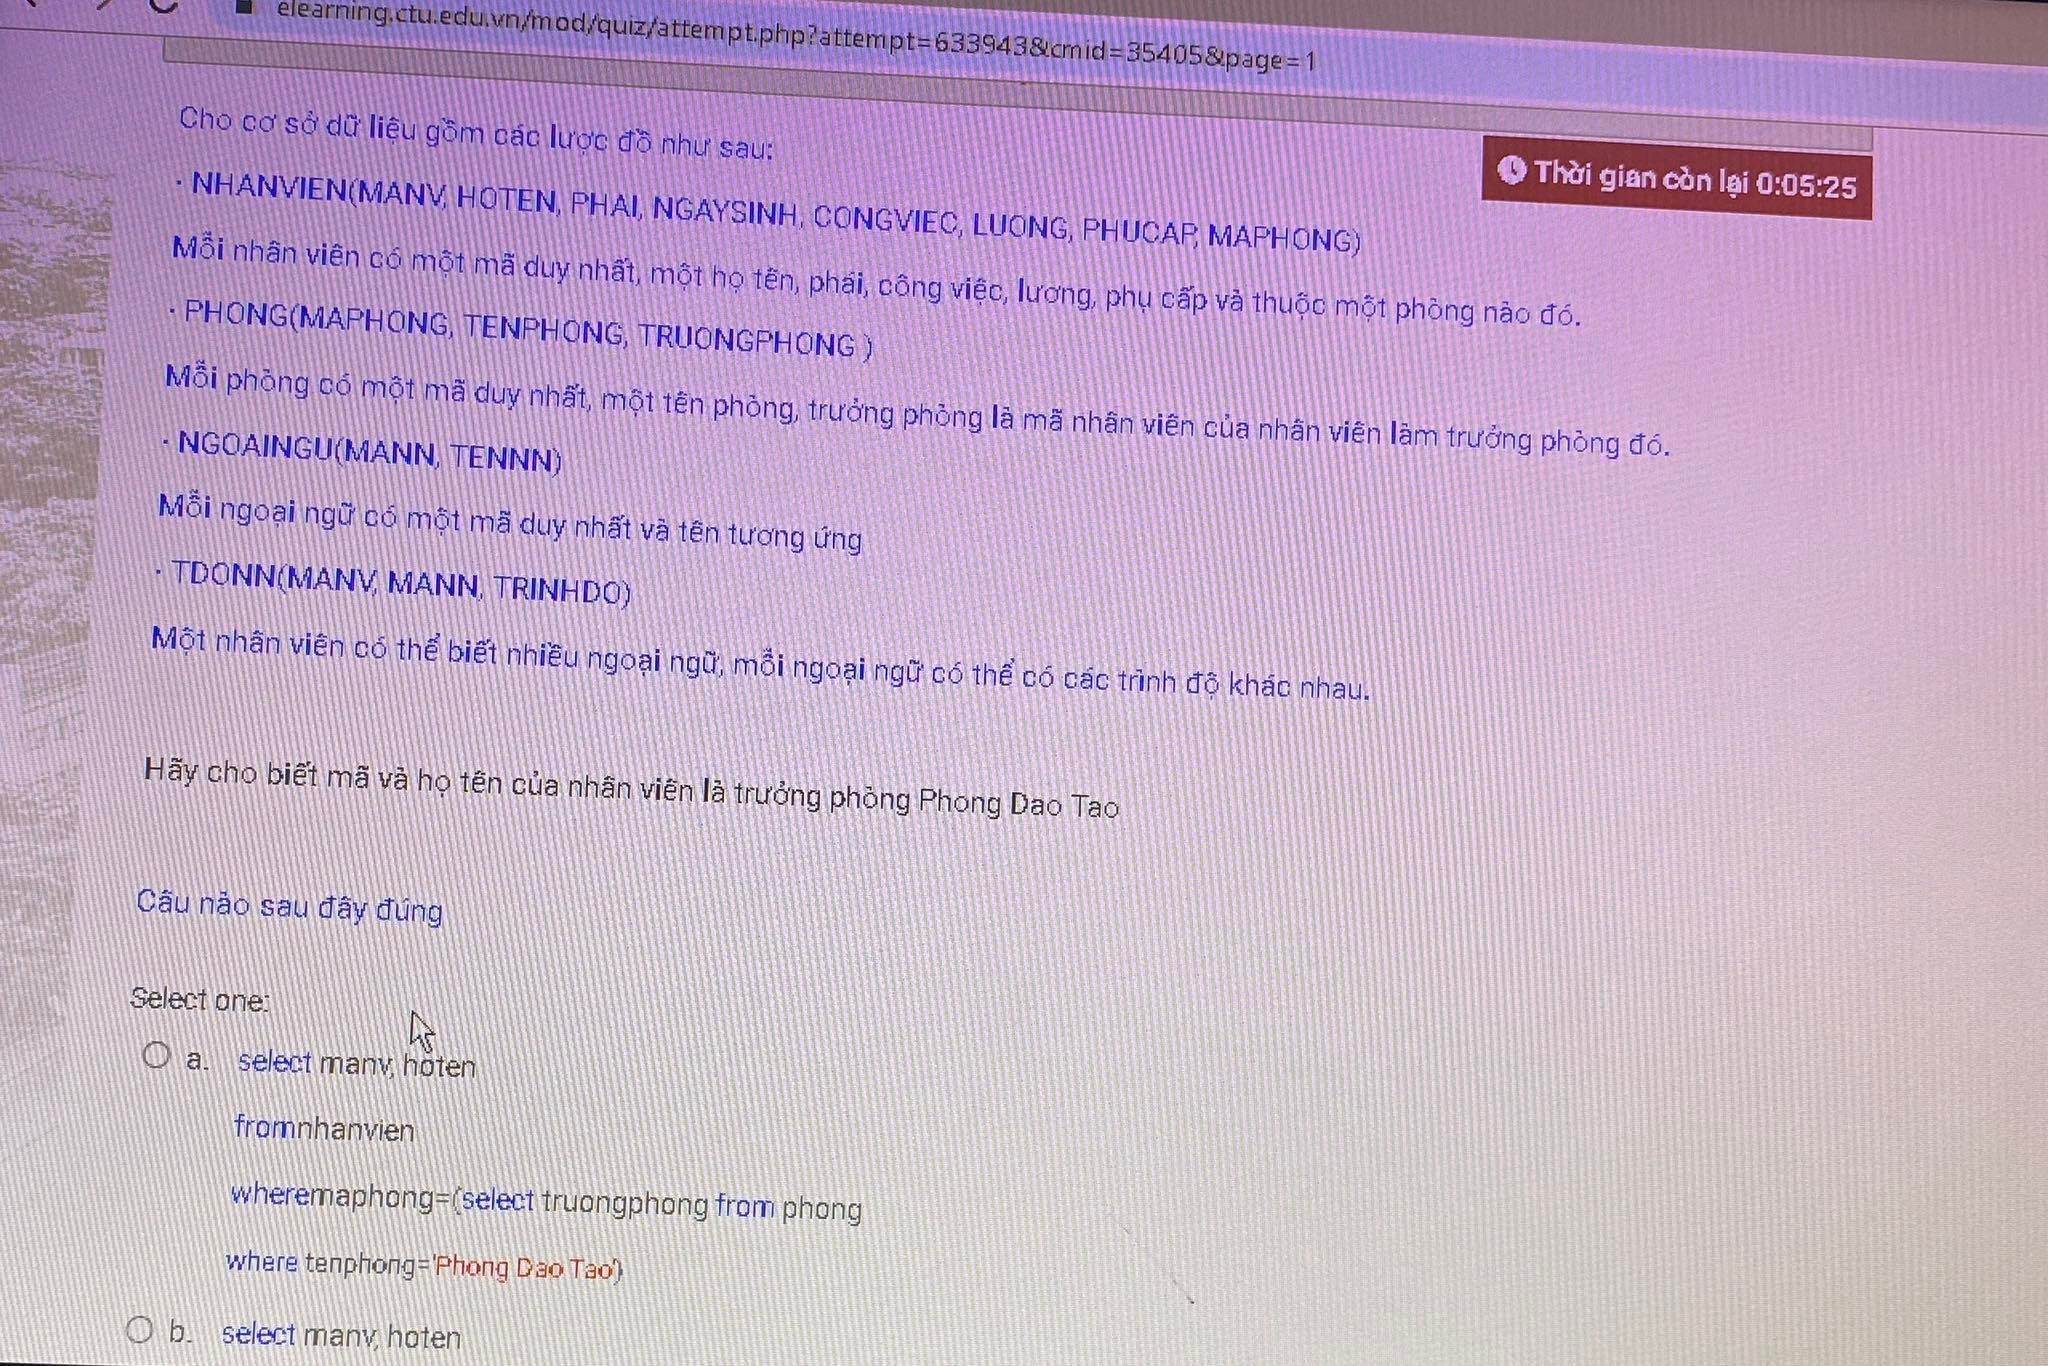 elearning.ctu.edu.vn/mod/quiz/attempt.php?attempt=633943&cmid=35405&page=1
Cho cơ sở dữ liệu gồm các lược đồ như sau:
Thời gian còn lại 0:05:25
· NHANVIEN(MANV, HOTEN, PHAI, NGAYSINH, CONGVIEC, LUONG, PHUCAP, MAPHONG)
Mỗi nhân viên có một mã duy nhất, một họ tên, phái, công việc, lương, phụ cấp và thuộc một phòng nào đó.
· PHONG(MAPHONG, TENPHONG, TRUONGPHONG )
Mỗi phòng có một mã duy nhất, một tên phòng, trưởng phòng là mã nhân viên của nhân viên làm trưởng phòng đó.
· NGOAINGU(MANN, TENNN)
Mỗi ngoại ngữ có một mã duy nhất và tên tương ứng
· TDONN(MANV, MANN, TRINHDO)
Một nhân viên có thể biết nhiều ngoại ngữ, mỗi ngoại ngữ có thể có các trình độ khác nhau.
Hãy cho biết mã và họ tên của nhân viên là trưởng phòng Phong Dao Tao
Câu nào sau đây đúng
Select one:
a. select manv, hoten
fromnhanvien
wheremaphong=(select truongphong from phong
where tenphong='Phong Dao Tao')
b. select manv, hoten